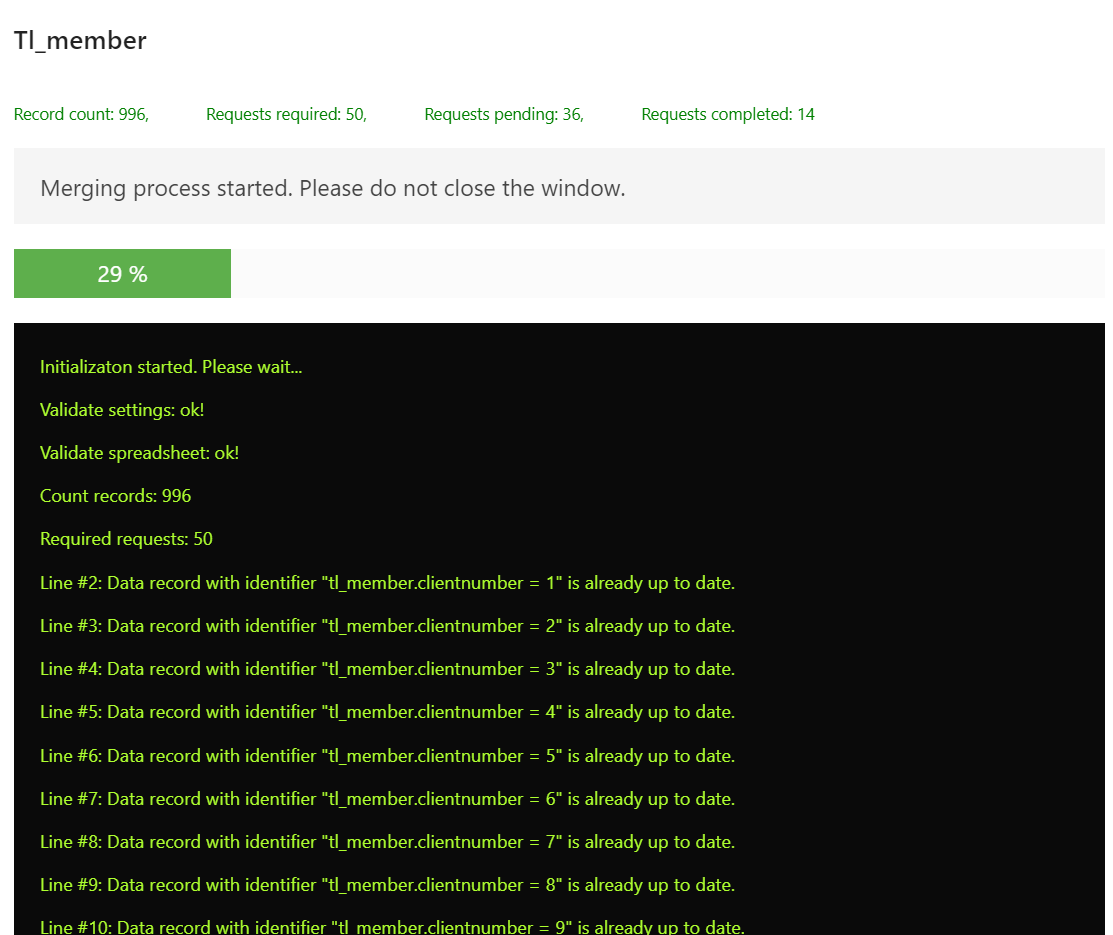 Tl_member
Record count: 996, Requests required: 50, Requests pending: 36, Requests completed: 14
Merging process started. Please do not close the window.
29 %
Initializaton started. Please wait...
Validate settings: ok!
Validate spreadsheet: ok!
Count records: 996
Required requests: 50
Line #2: Data record with identifier "tl_member.clientnumber = 1" is already up to date.
Line #3: Data record with identifier "tl_member.clientnumber = 2" is already up to date.
Line #4: Data record with identifier "tl_member.clientnumber = 3" is already up to date.
Line #5: Data record with identifier "tl_member.clientnumber = 4" is already up to date.
Line #6: Data record with identifier "tl_member.clientnumber = 5" is already up to date.
Line #7: Data record with identifier "tl_member.clientnumber = 6" is already up to date.
Line #8: Data record with identifier "tl_member.clientnumber = 7" is already up to date.
Line #9: Data record with identifier "tl_member.clientnumber = 8" is already up to date.
Line #10: Data record with identifier "tl_member.clientnumber = 9" is already up to date.